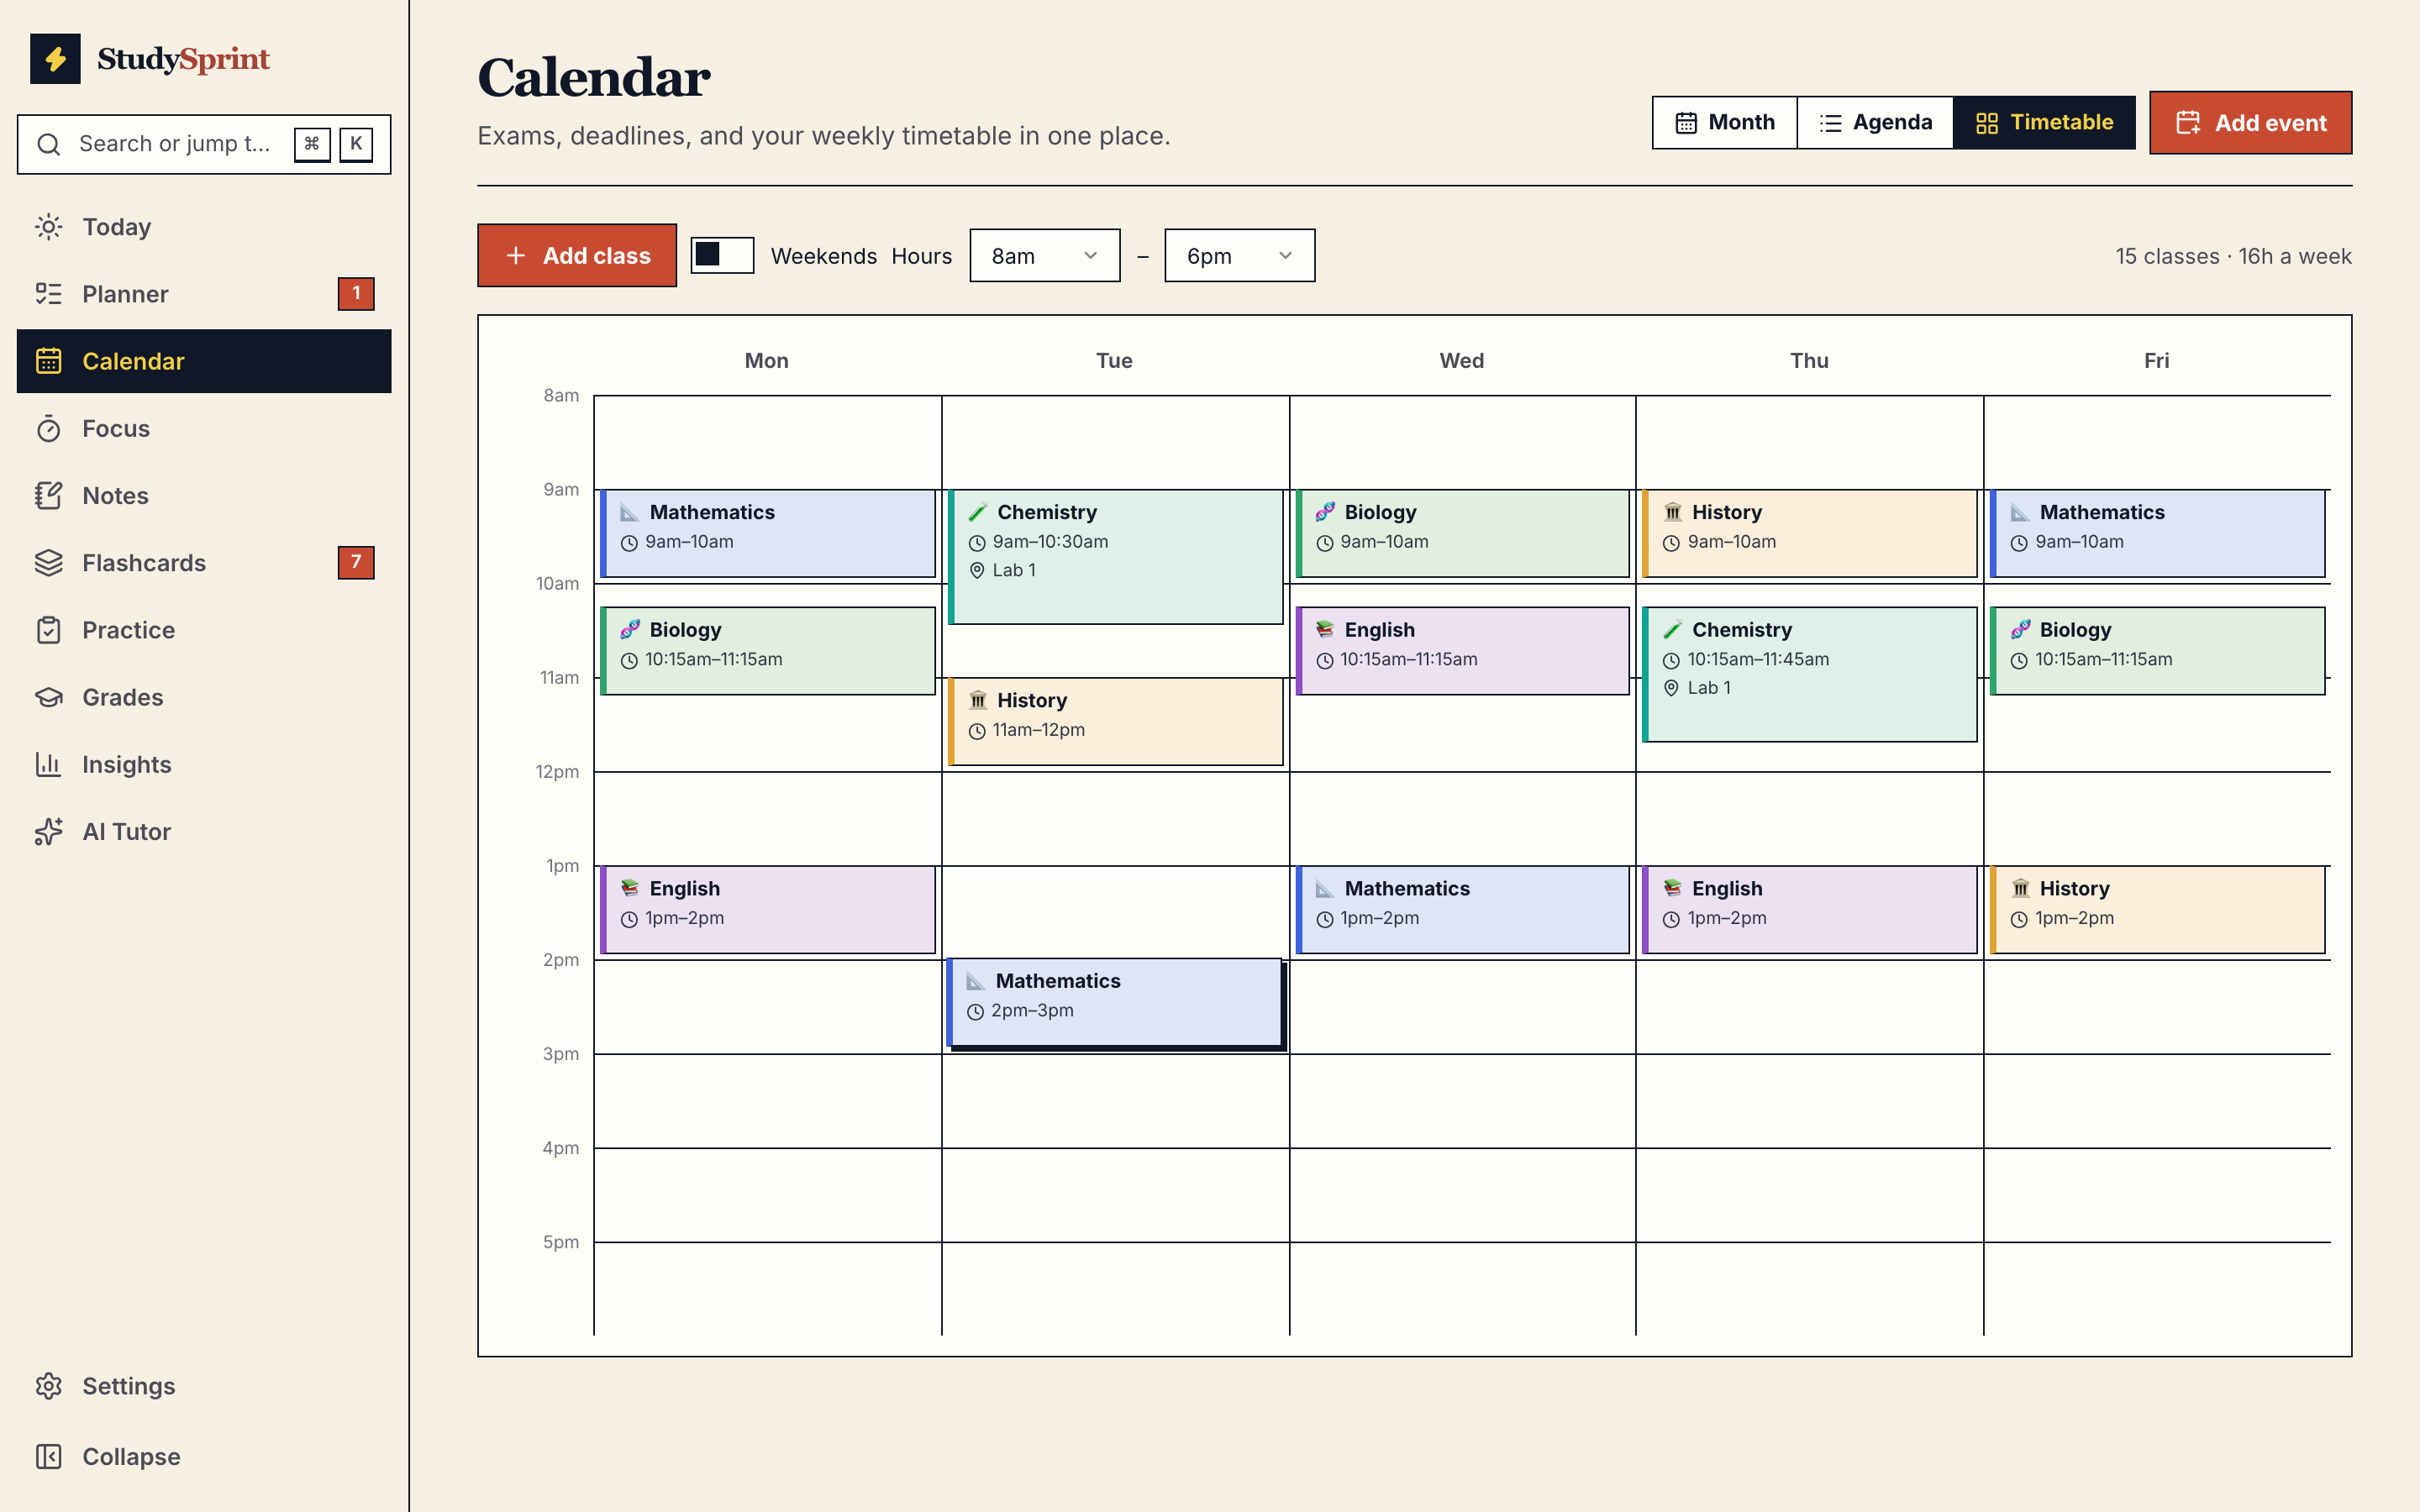 StudySprint
Search or jump t... ⌘ K
Today
Planner 1
Calendar
Focus
Notes
Flashcards 7
Practice
Grades
Insights
AI Tutor
Settings
Collapse
Calendar
Exams, deadlines, and your weekly timetable in one place.
Month Agenda Timetable Add event
Add class Weekends Hours 8am – 6pm
15 classes · 16h a week
Mon Tue Wed Thu Fri
8am
9am
10am
11am
12pm
1pm
2pm
3pm
4pm
5pm
Mathematics
9am–10am
Biology
10:15am–11:15am
English
1pm–2pm
Chemistry
9am–10:30am
Lab 1
History
11am–12pm
Mathematics
2pm–3pm
Biology
9am–10am
English
10:15am–11:15am
Mathematics
1pm–2pm
History
9am–10am
Chemistry
10:15am–11:45am
Lab 1
English
1pm–2pm
Mathematics
9am–10am
Biology
10:15am–11:15am
History
1pm–2pm